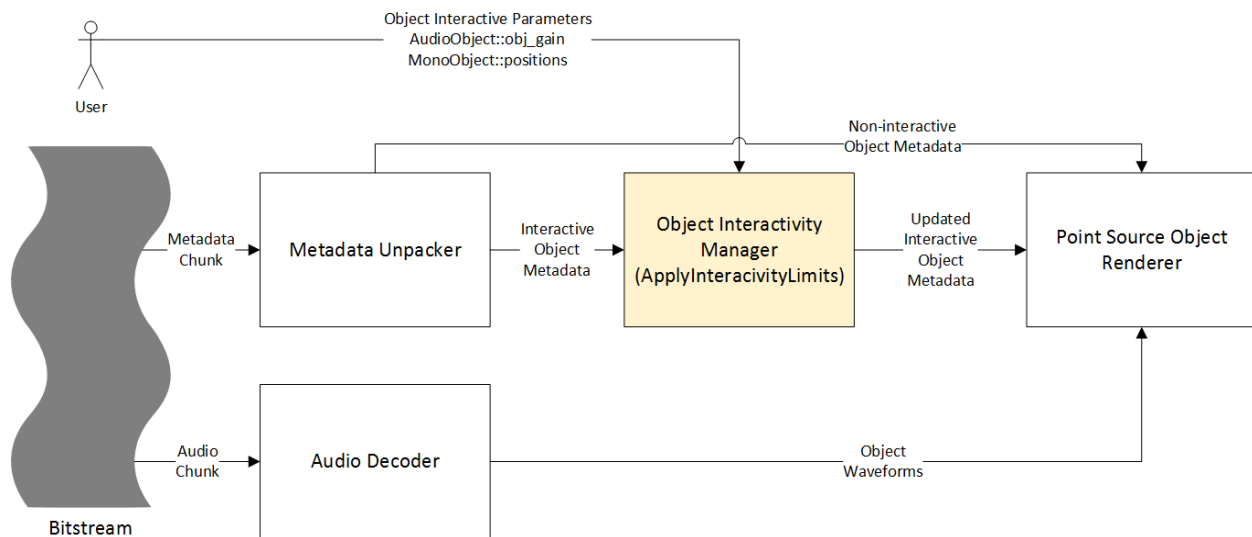 Object Interactive Parameters
AudioObject::obj_gain
MonoObject::positions
User
Non-interactive
Object Metadata
Metadata
Chunk
Metadata Unpacker
Interactive
Object
Metadata
Object Interactivity
Manager
(ApplyInteracivityLimits)
Updated
Interactive
Object
Metadata
Point Source Object
Renderer
Audio
Chunk
Audio Decoder
Object
Waveforms
Bitstream